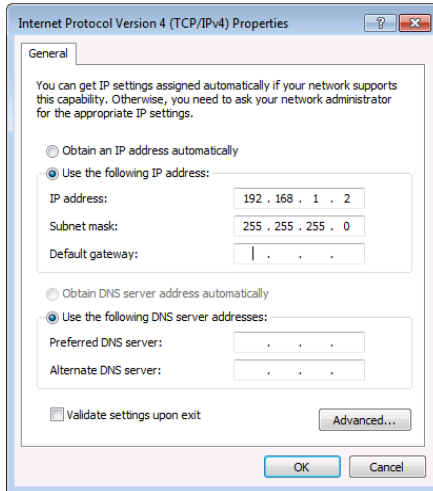 Internet Protocol Version 4 (TCP/IPv4) Properties
General
You can get IP settings assigned automatically if your network supports
this capability. Otherwise, you need to ask your network administrator
for the appropriate IP settings.
Obtain an IP address automatically
Use the following IP address:
IP address: 192 . 168 . 1 . 2
Subnet mask: 255 . 255 . 255 . 0
Default gateway: . . .
Obtain DNS server address automatically
Use the following DNS server addresses:
Preferred DNS server: . . .
Alternate DNS server: . . .
Validate settings upon exit
Advanced...
OK Cancel